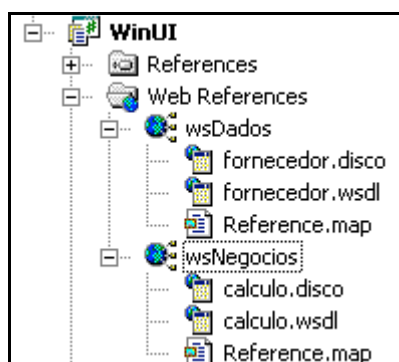 WinUI
References
Web References
wsDados
fornecedor.disco
fornecedor.wsdl
Reference.map
wsNegocios
calculo.disco
calculo.wsdl
Reference.map